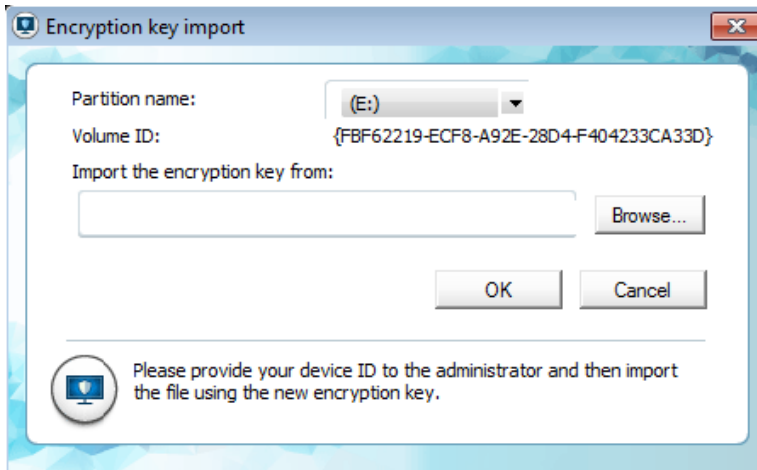 Encryption key import
Partition name:
(E:)
Volume ID:
{FBF62219-ECF8-A92E-28D4-F404233CA33D}
Import the encryption key from:
Browse...
OK
Cancel
Please provide your device ID to the administrator and then import
the file using the new encryption key.